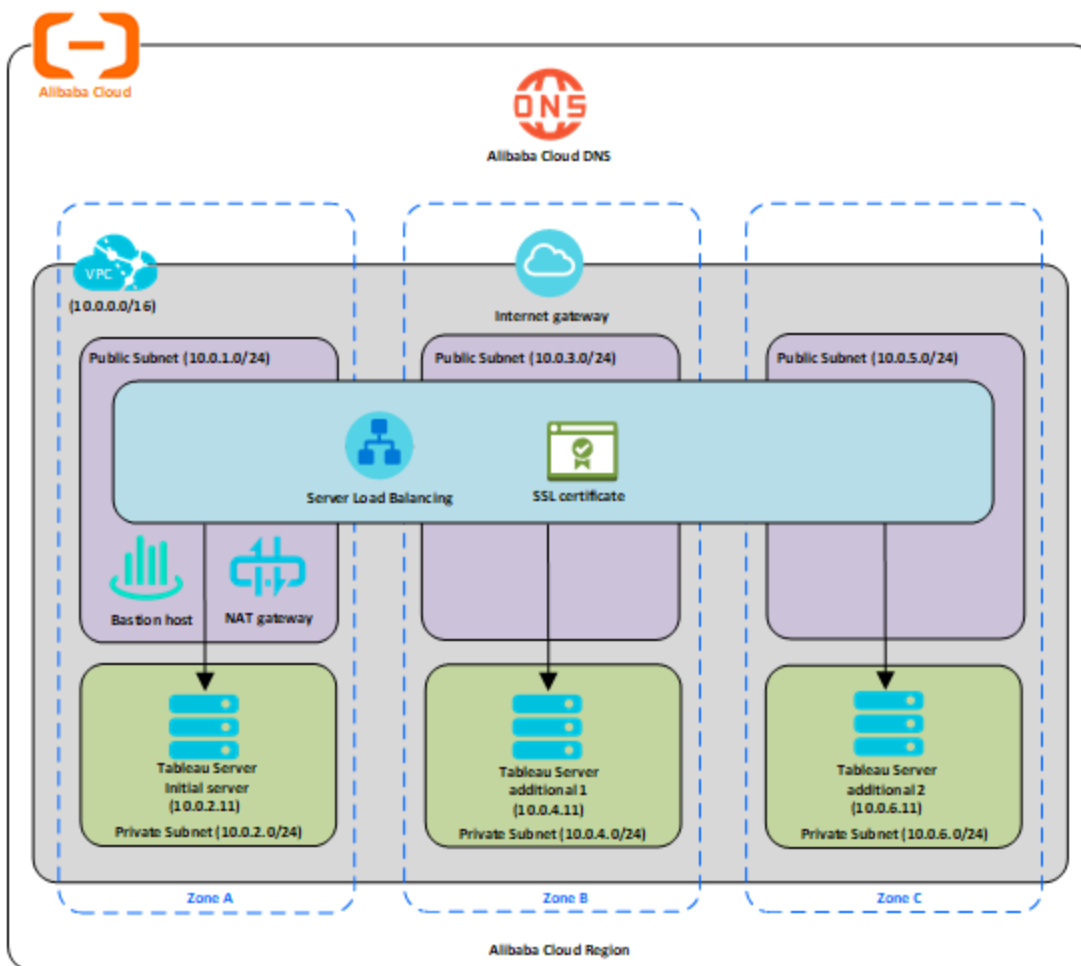 Alibaba Cloud
DNS
Alibaba Cloud DNS
VPC
(10.0.0.0/16)
Internet gateway
Public Subnet (10.0.1.0/24)
Public Subnet (10.0.3.0/24)
Public Subnet (10.0.5.0/24)
Server Load Balancing
SSL certificate
Bastion host
NAT gateway
Tableau Server
Initial server
(10.0.2.11)
Private Subnet (10.0.2.0/24)
Tableau Server
additional 1
(10.0.4.11)
Private Subnet (10.0.4.0/24)
Tableau Server
additional 2
(10.0.6.11)
Private Subnet (10.0.6.0/24)
Zone A
Zone B
Zone C
Alibaba Cloud Region